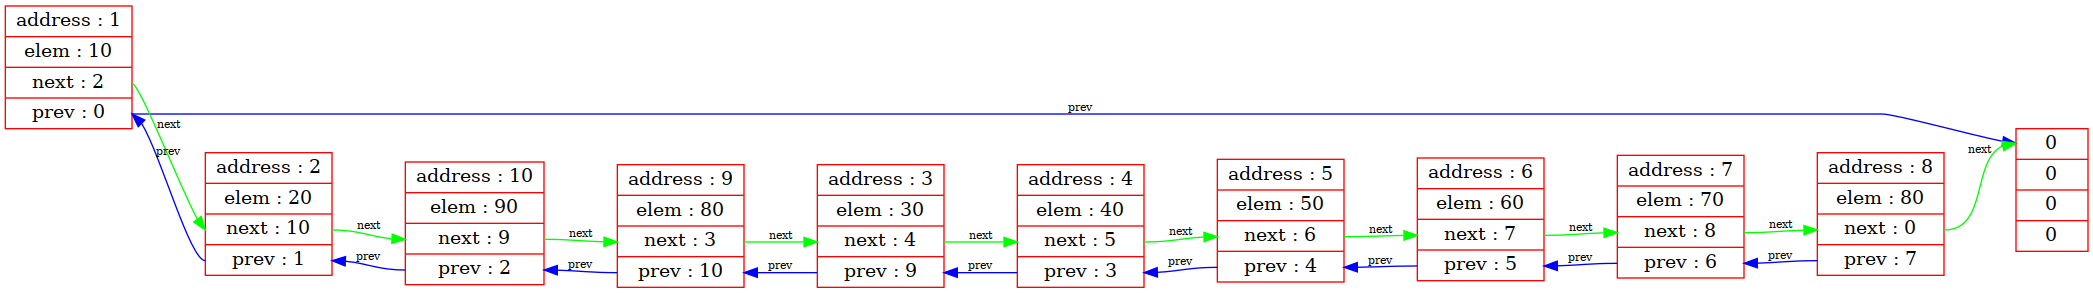 address : 1
elem : 10
next : 2
prev : 0
next
prev
prev
address : 2
elem : 20
next : 10
prev : 1
next
prev
address : 10
elem : 90
next : 9
prev : 2
next
prev
address : 9
elem : 80
next : 3
prev : 10
next
prev
address : 3
elem : 30
next : 4
prev : 9
next
prev
address : 4
elem : 40
next : 5
prev : 3
next
prev
address : 5
elem : 50
next : 6
prev : 4
next
prev
address : 6
elem : 60
next : 7
prev : 5
next
prev
address : 7
elem : 70
next : 8
prev : 6
next
prev
address : 8
elem : 80
next : 0
prev : 7
next
0
0
0
0